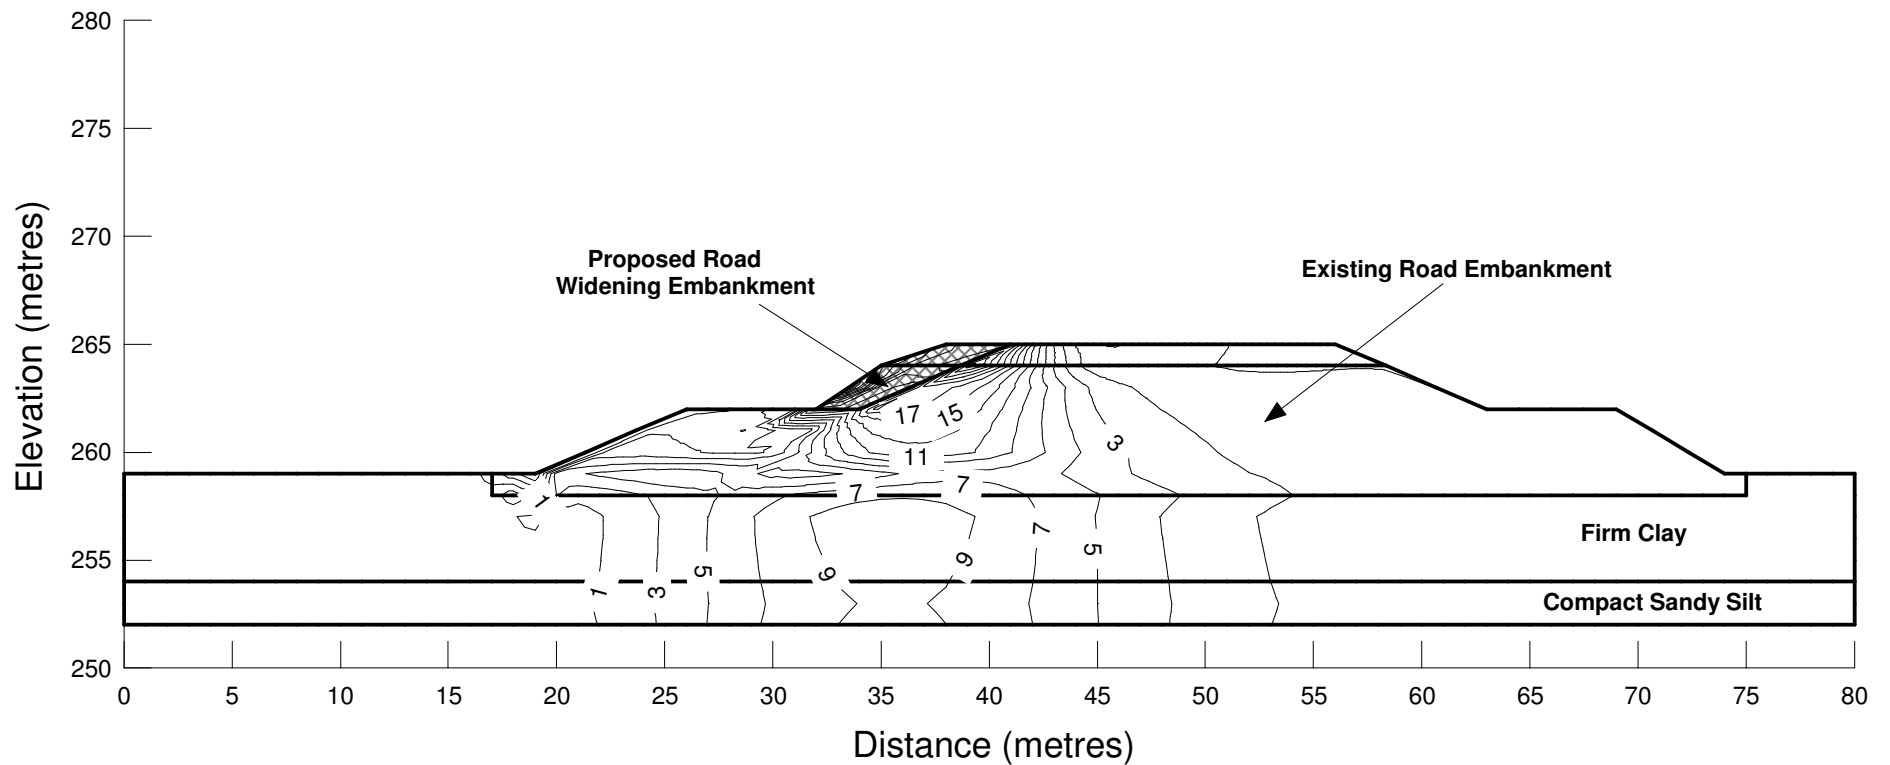 280
275
270
265
260
255
250
Elevation (metres)
Proposed Road
Widening Embankment
Existing Road Embankment
17
15
3
11
7
7
1
7
5
9
9
5
3
1
Firm Clay
Compact Sandy Silt
0 5 10 15 20 25 30 35 40 45 50 55 60 65 70 75 80
Distance (metres)